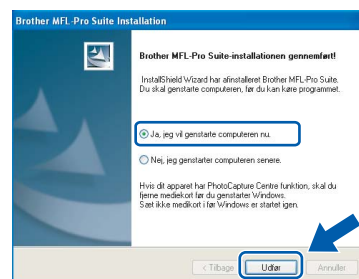 Brother MFL-Pro Suite Installation
Brother MFL-Pro Suite-installationen gennemført!
InstallShield Wizard har afinstalleret Brother MFL-Pro Suite.
Du skal genstarte computeren, før du kan køre programmet.
Ja, jeg vil genstarte computeren nu.
Nej, jeg genstarter computeren senere.
Hvis dit apparat har PhotoCapture Centre funktion, skal du
fjerne mediekort før du genstarter Windows.
Sæt ikke medikort i før Windows er startet igen.
< Tilbage
Udfør
Annuller